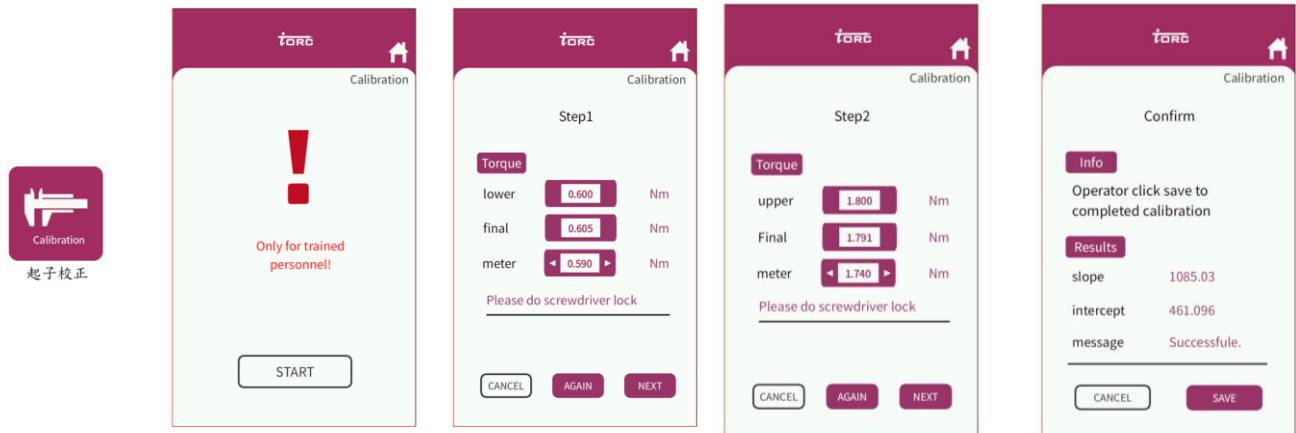 Calibration
起子校正
TORC
Calibration
Only for trained
personnel!
START
TORC
Calibration
Step1
Torque
lower 0.600 Nm
final 0.605 Nm
meter 0.590 Nm
Please do screwdriver lock
CANCEL AGAIN NEXT
TORC
Calibration
Step2
Torque
upper 1.800 Nm
Final 1.791 Nm
meter 1.740 Nm
Please do screwdriver lock
CANCEL AGAIN NEXT
TORC
Calibration
Confirm
Info
Operator click save to
completed calibration
Results
slope 1085.03
intercept 461.096
message Successfule.
CANCEL SAVE